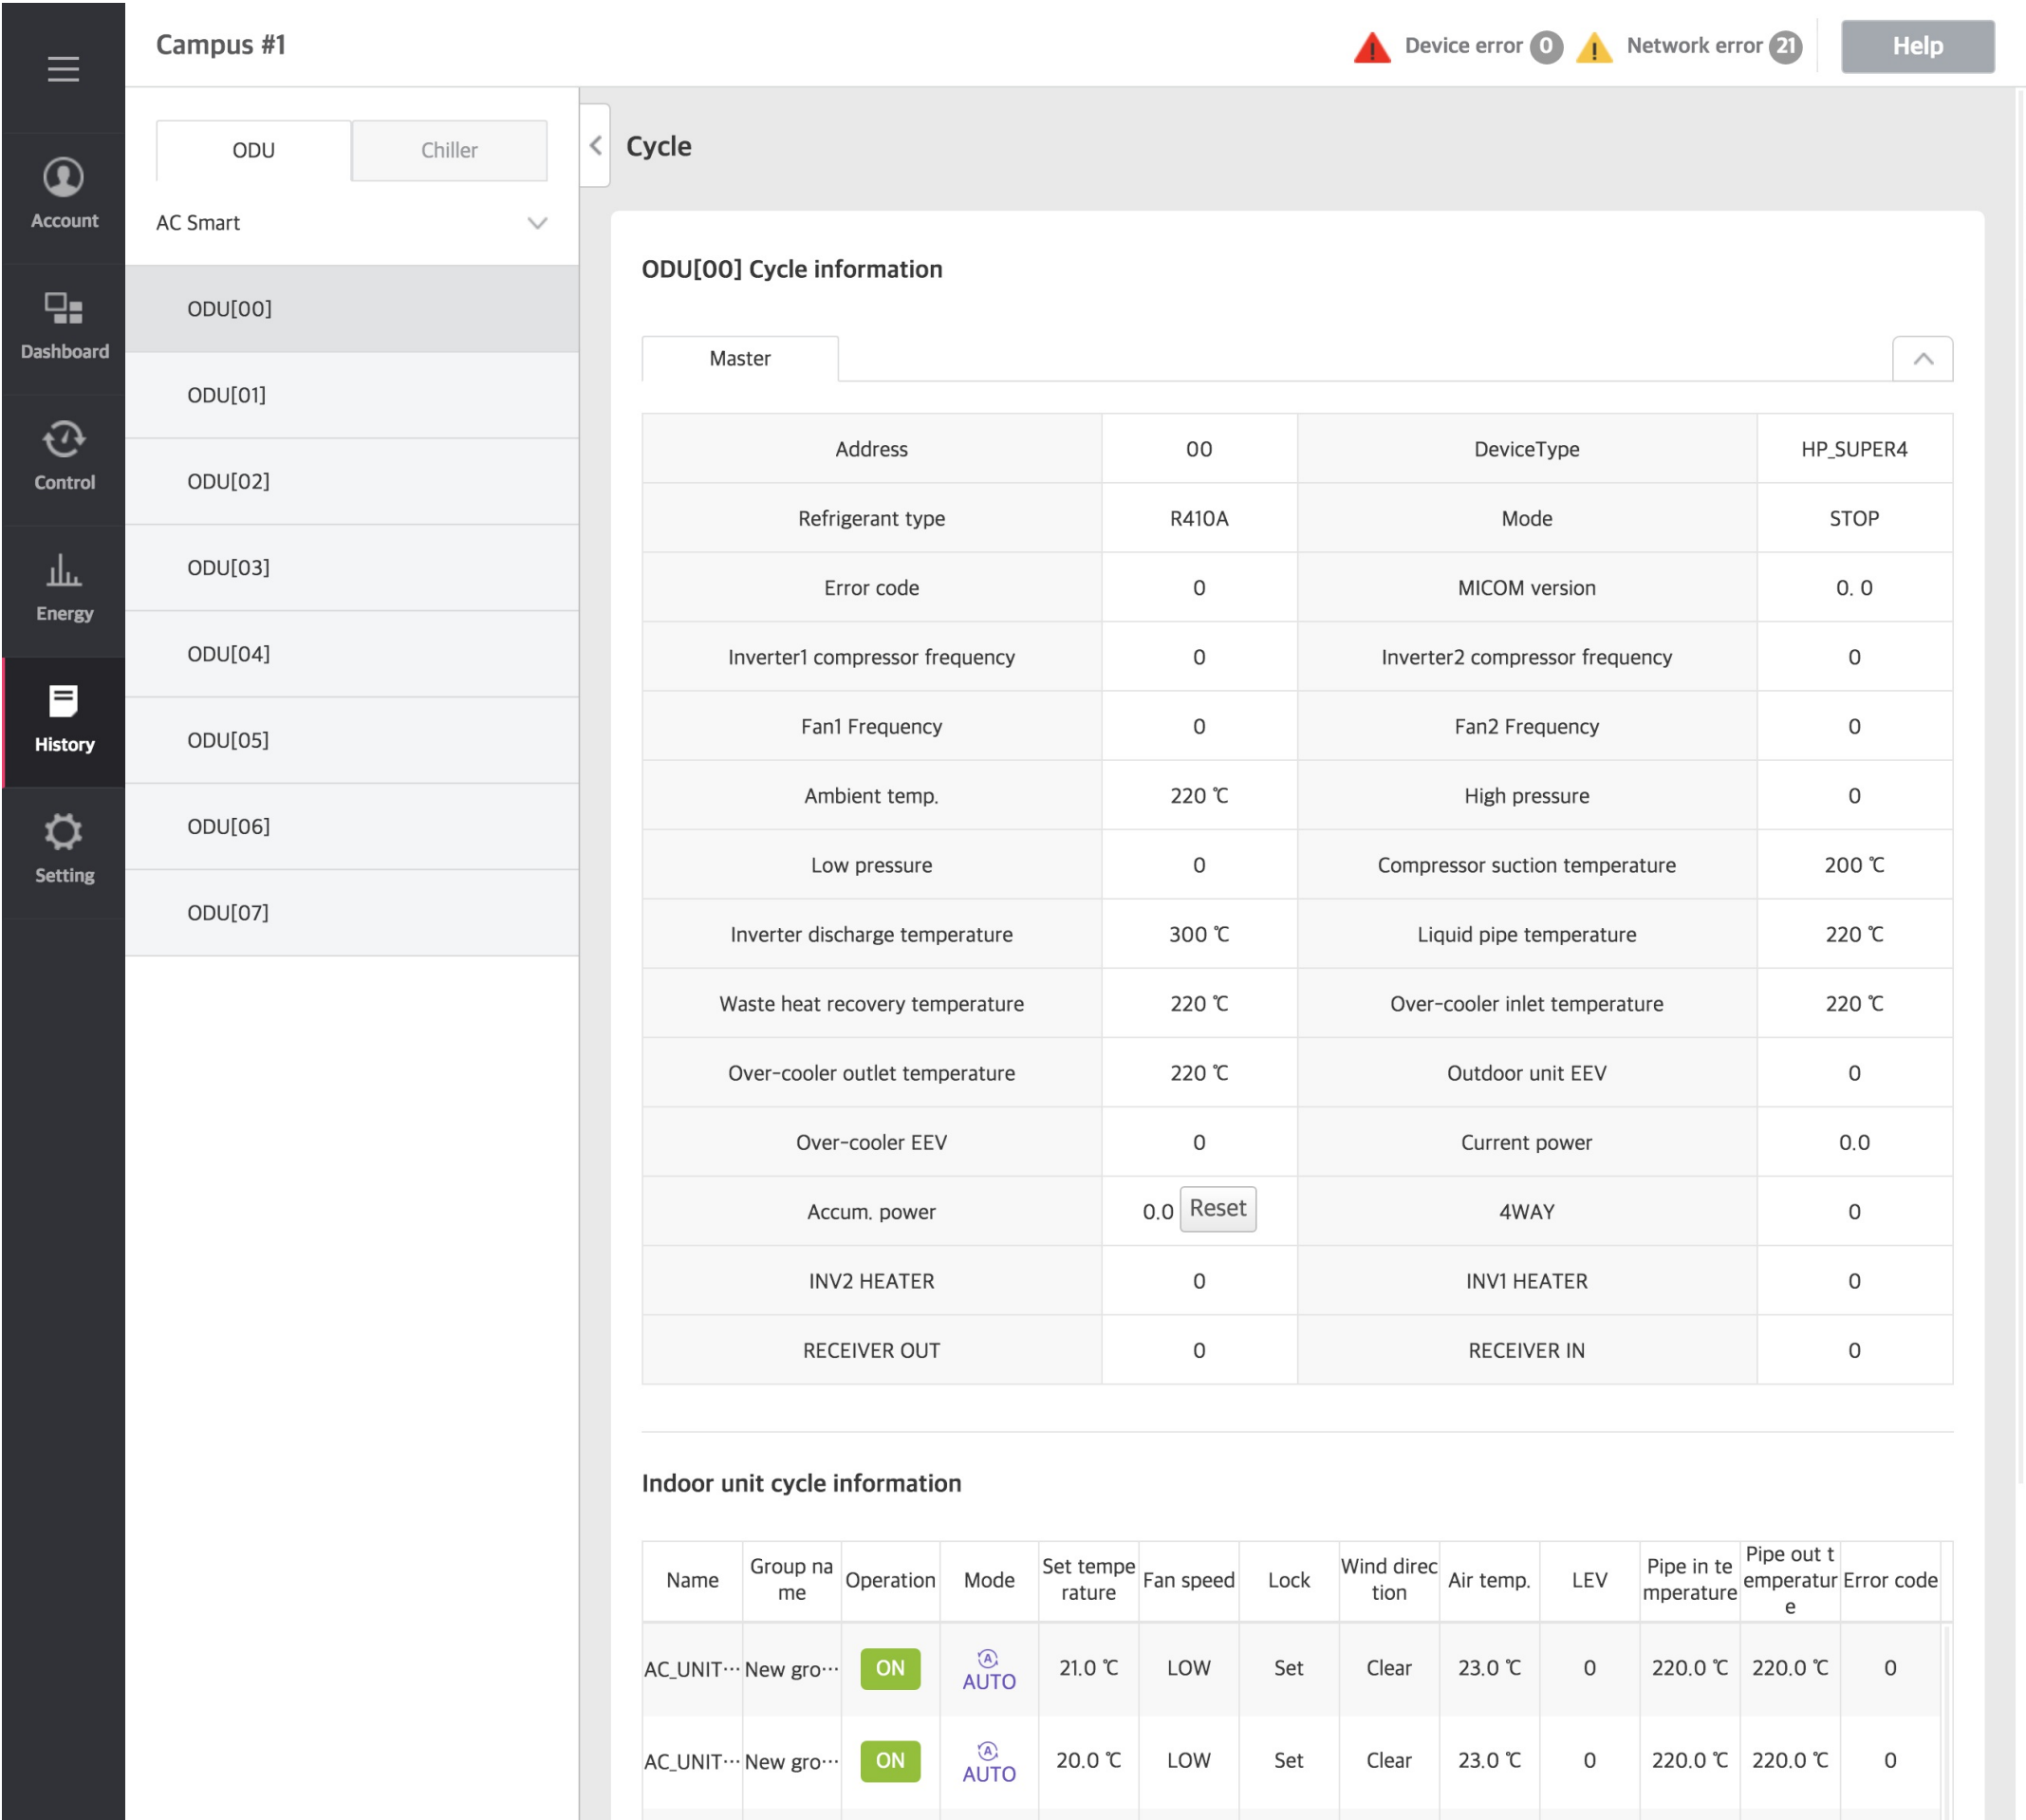 Campus #1
Device error 0
Network error 21
Help
Account
Dashboard
Control
Energy
History
Setting
ODU
Chiller
AC Smart
ODU[00]
ODU[01]
ODU[02]
ODU[03]
ODU[04]
ODU[05]
ODU[06]
ODU[07]
Cycle
ODU[00] Cycle information
Master
Address 00 DeviceType HP_SUPER4
Refrigerant type R410A Mode STOP
Error code 0 MICOM version 0. 0
Inverter1 compressor frequency 0 Inverter2 compressor frequency 0
Fan1 Frequency 0 Fan2 Frequency 0
Ambient temp. 220 ℃ High pressure 0
Low pressure 0 Compressor suction temperature 200 ℃
Inverter discharge temperature 300 ℃ Liquid pipe temperature 220 ℃
Waste heat recovery temperature 220 ℃ Over-cooler inlet temperature 220 ℃
Over-cooler outlet temperature 220 ℃ Outdoor unit EEV 0
Over-cooler EEV 0 Current power 0.0
Accum. power 0.0 Reset 4WAY 0
INV2 HEATER 0 INV1 HEATER 0
RECEIVER OUT 0 RECEIVER IN 0
Indoor unit cycle information
Name
Group na
me
Operation
Mode
Set tempe
rature
Fan speed
Lock
Wind direc
tion
Air temp.
LEV
Pipe in te
mperature
Pipe out t
emperatur
e
Error code
AC_UNIT··· New gro··· ON A AUTO 21.0 ℃ LOW Set Clear 23.0 ℃ 0 220.0 ℃ 220.0 ℃ 0
AC_UNIT··· New gro··· ON A AUTO 20.0 ℃ LOW Set Clear 23.0 ℃ 0 220.0 ℃ 220.0 ℃ 0